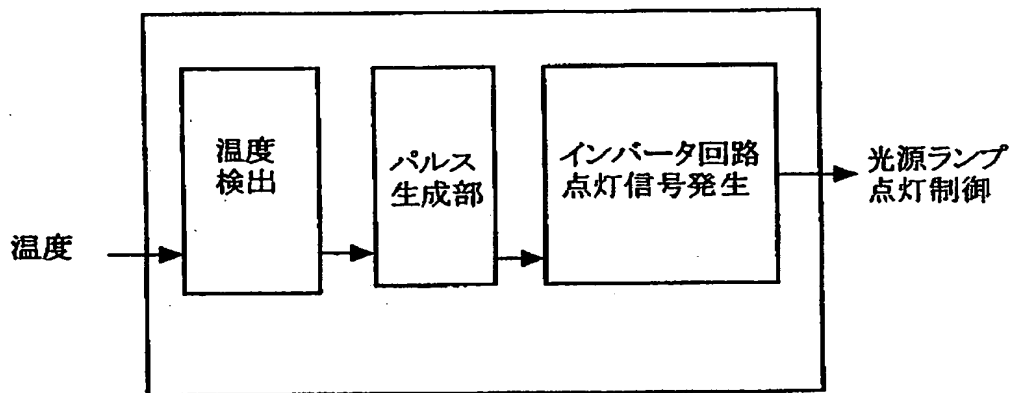 温度
温度
検出
パルス
生成部
インバータ回路
点灯信号発生
光源ランプ
点灯制御